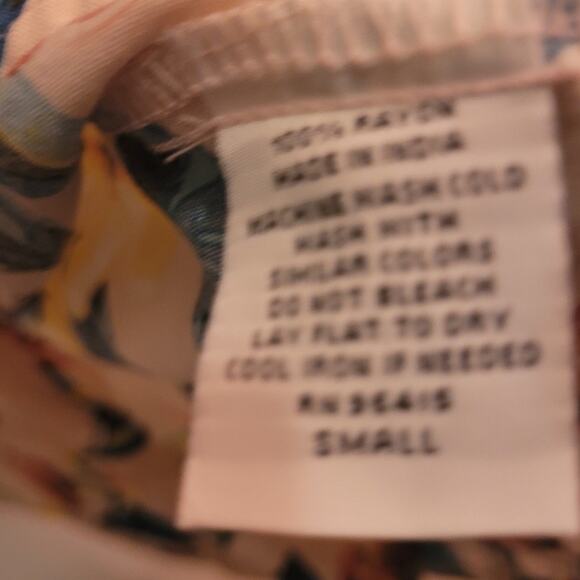 100% RAYON
MADE IN INDIA
MACHINE WASH COLD
WASH WITH
SIMILAR COLORS
DO NOT BLEACH
LAY FLAT TO DRY
COOL IRON IF NEEDED
RN
SMALL